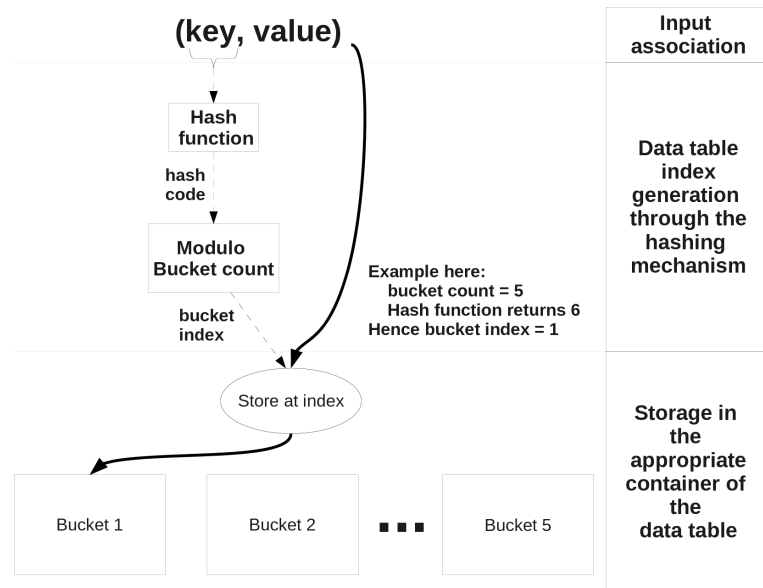 (key, value)
Input
association
Hash
function
hash
code
Modulo
Bucket count
bucket
index
Example here:
bucket count = 5
Hash function returns 6
Hence bucket index = 1
Data table
index
generation
through the
hashing
mechanism
Store at index
Bucket 1
Bucket 2
Bucket 5
Storage in
the
appropriate
container of
the
data table